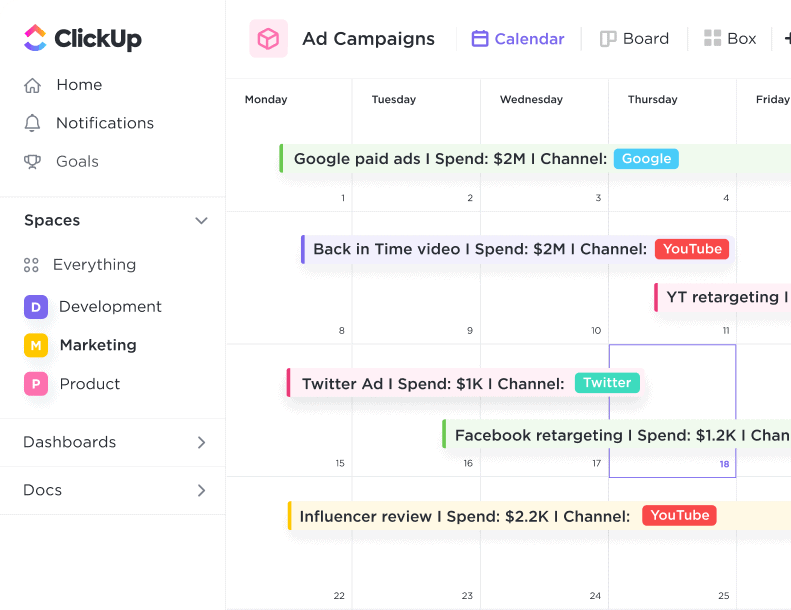 ClickUp
Home
Notifications
Goals
Spaces
Everything
D Development
M Marketing
P Product
Dashboards
Docs
Ad Campaigns
Calendar
Board
Box
+
Monday Tuesday Wednesday Thursday Friday
Google paid ads I Spend: $2M I Channel: Google
1 2 3 4
Back in Time video I Spend: $2M I Channel: YouTube
YT retargeting I
8 9 10 11
Twitter Ad I Spend: $1K I Channel: Twitter
Facebook retargeting I Spend: $1.2K I Chan
15 16 17 18
Influencer review I Spend: $2.2K I Channel: YouTube
22 23 24 25